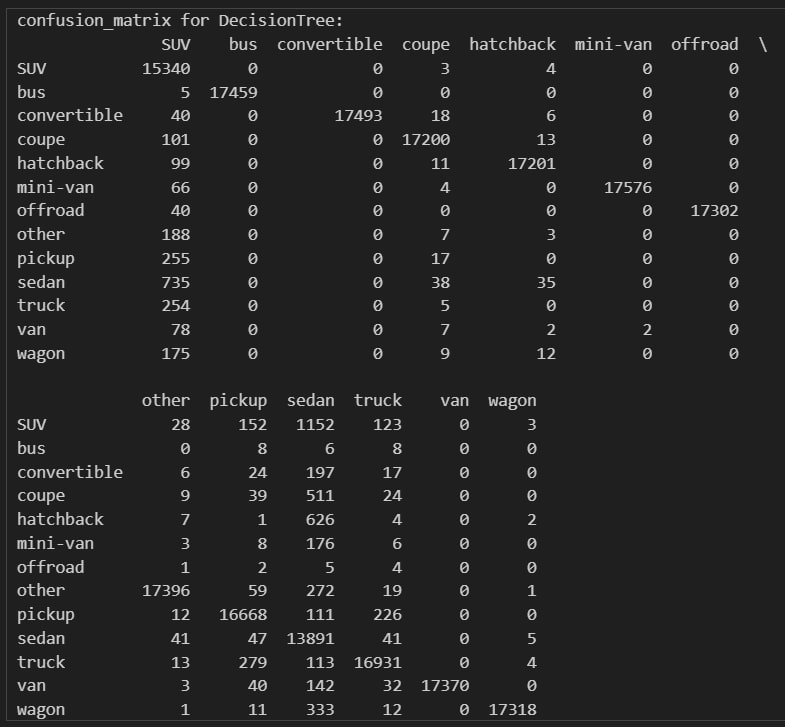 confusion_matrix for DecisionTree:
SUV bus convertible coupe hatchback mini-van offroad \
SUV 15340 0 0 3 4 0 0
bus 5 17459 0 0 0 0 0
convertible 40 0 17493 18 6 0 0
coupe 101 0 0 17200 13 0 0
hatchback 99 0 0 11 17201 0 0
mini-van 66 0 0 4 0 17576 0
offroad 40 0 0 0 0 0 17302
other 188 0 0 7 3 0 0
pickup 255 0 0 17 0 0 0
sedan 735 0 0 38 35 0 0
truck 254 0 0 5 0 0 0
van 78 0 0 7 2 2 0
wagon 175 0 0 9 12 0 0
other pickup sedan truck van wagon
SUV 28 152 1152 123 0 3
bus 0 8 6 8 0 0
convertible 6 24 197 17 0 0
coupe 9 39 511 24 0 0
hatchback 7 1 626 4 0 2
mini-van 3 8 176 6 0 0
offroad 1 2 5 4 0 0
other 17396 59 272 19 0 1
pickup 12 16668 111 226 0 0
sedan 41 47 13891 41 0 5
truck 13 279 113 16931 0 4
van 3 40 142 32 17370 0
wagon 1 11 333 12 0 17318